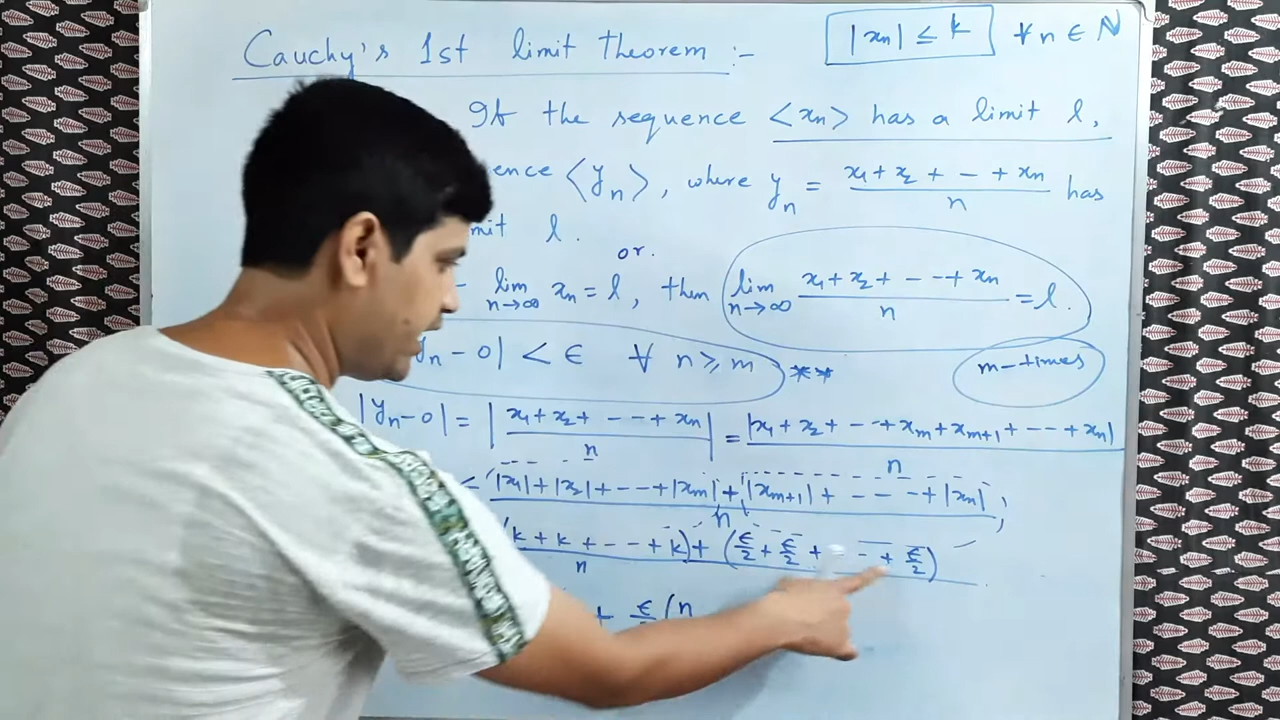 Cauchy's 1st limit theorem :-
|xn| ≤ k ∀ n ∈ ℕ
If the sequence <xn> has a limit l,
ence <yn>, where yn = x1 + x2 + - - + xn / n has
mit l.
or.
- lim n→∞ xn = l, then lim n→∞ x1 + x2 + - - + xn / n = l.
yn - 0| < ε ∀ n ≥ m ** m-times
|yn - 0| = |x1 + x2 + - - - + xn / n| = |x1 + x2 + - - + xm + xm+1 + - - + xn| / n
≤ |x1| + |x2| + - - + |xm| + |xm+1| + - - - + |xn| / n ;
(k + k + - - + k) + (ε/2 + ε/2 + - - + ε/2) / n
+ ε/ (n